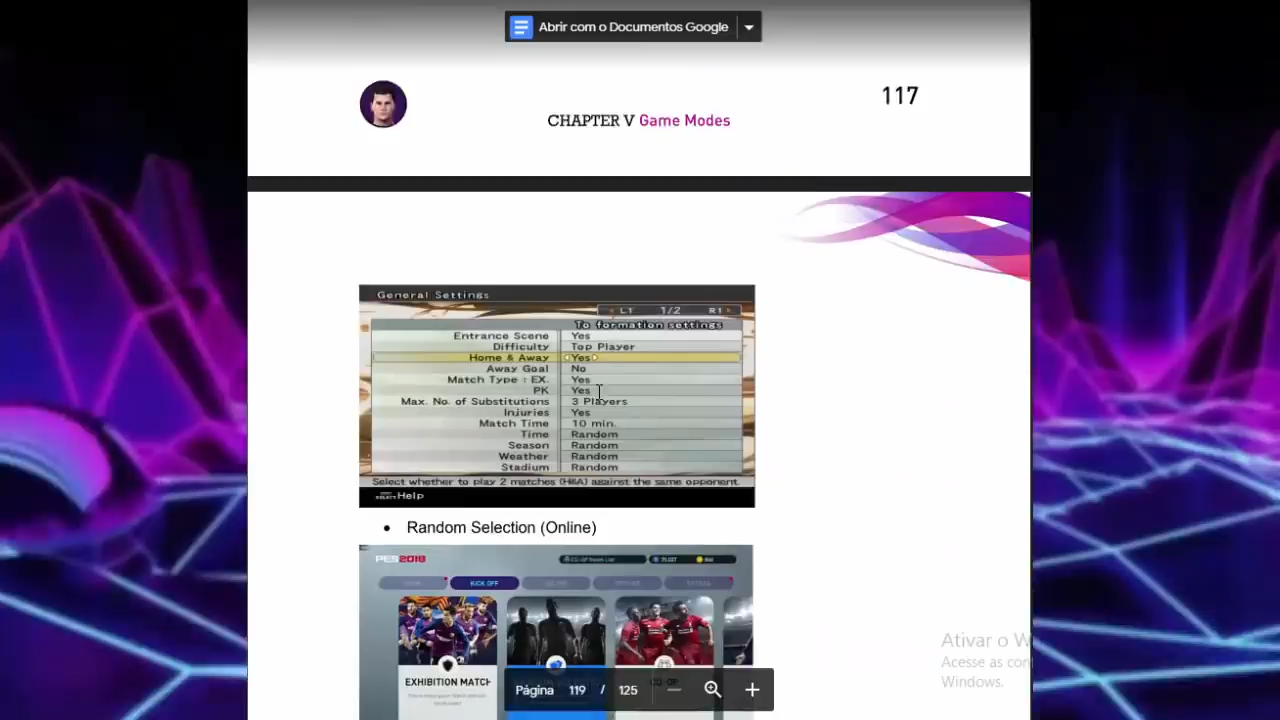 Abrir com o Documentos Google
117
CHAPTER V Game Modes
General Settings
L1 1/2 R1
To formation settings
Entrance Scene Yes
Difficulty Top Player
Home & Away Yes
Away Goal No
Match Type : EX. Yes
PK Yes
Max. No. of Substitutions 3 Players
Injuries Yes
Match Time 10 min.
Time Random
Season Random
Weather Random
Stadium Random
Select whether to play 2 matches (H&A) against the same opponent.
SELECT Help
• Random Selection (Online)
PES2018
KICK OFF
EXHIBITION MATCH
CO-OP
Página 119 / 125
Ativar o W
Acesse as con
Windows.